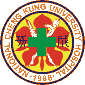 NATIONAL CHENG KUNG UNIVERSITY HOSPITAL
1988